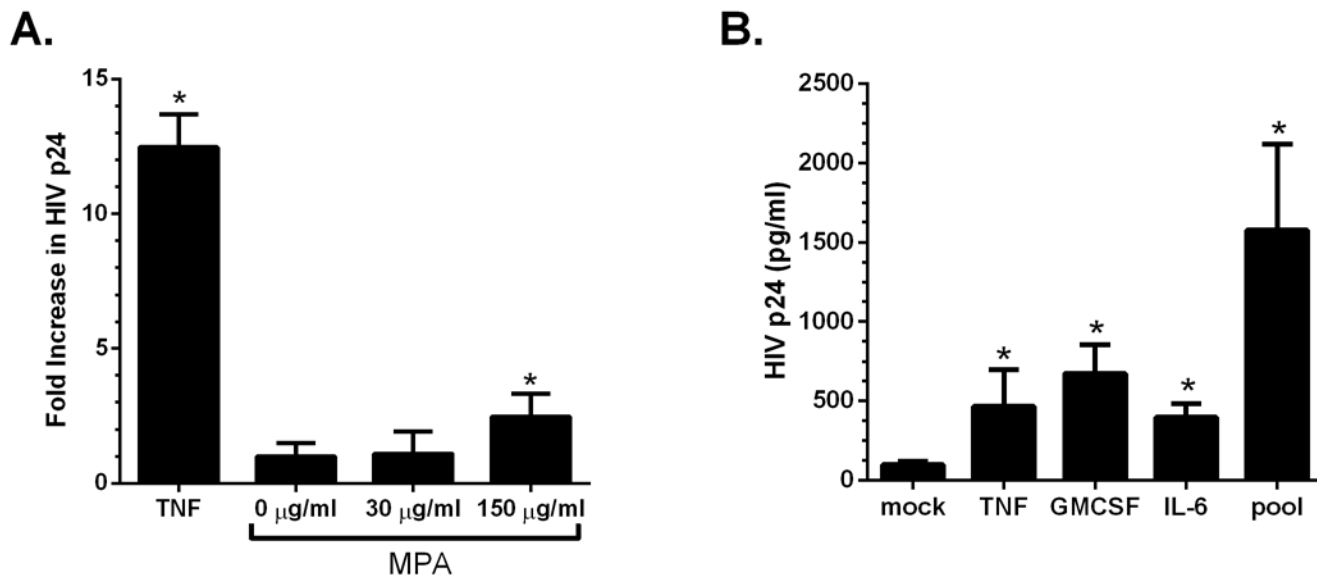 A.
Fold Increase in HIV p24
15
10
5
0
*
*
TNF
0 μg/ml
30 μg/ml
150 μg/ml
MPA
B.
HIV p24 (pg/ml)
2500
2000
1500
1000
500
0
*
*
*
*
mock
TNF
GMCSF
IL-6
pool